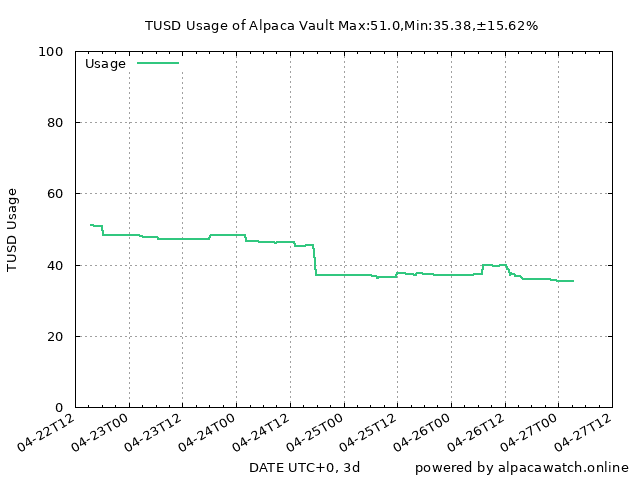 TUSD Usage of Alpaca Vault Max:51.0,Min:35.38,±15.62%
Usage
TUSD Usage
100
80
60
40
20
0
04-22T12
04-23T00
04-23T12
04-24T00
04-24T12
04-25T00
04-25T12
04-26T00
04-26T12
04-27T00
04-27T12
DATE UTC+0, 3d
powered by alpacawatch.online